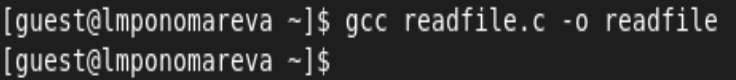 [guest@lmponomareva ~]$ gcc readfile.c -o readfile
[guest@lmponomareva ~]$